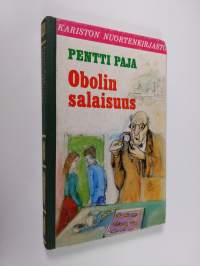 KARISTON NUORTENKIRJASTO
PENTTI PAJA
Obolin
salaisuus